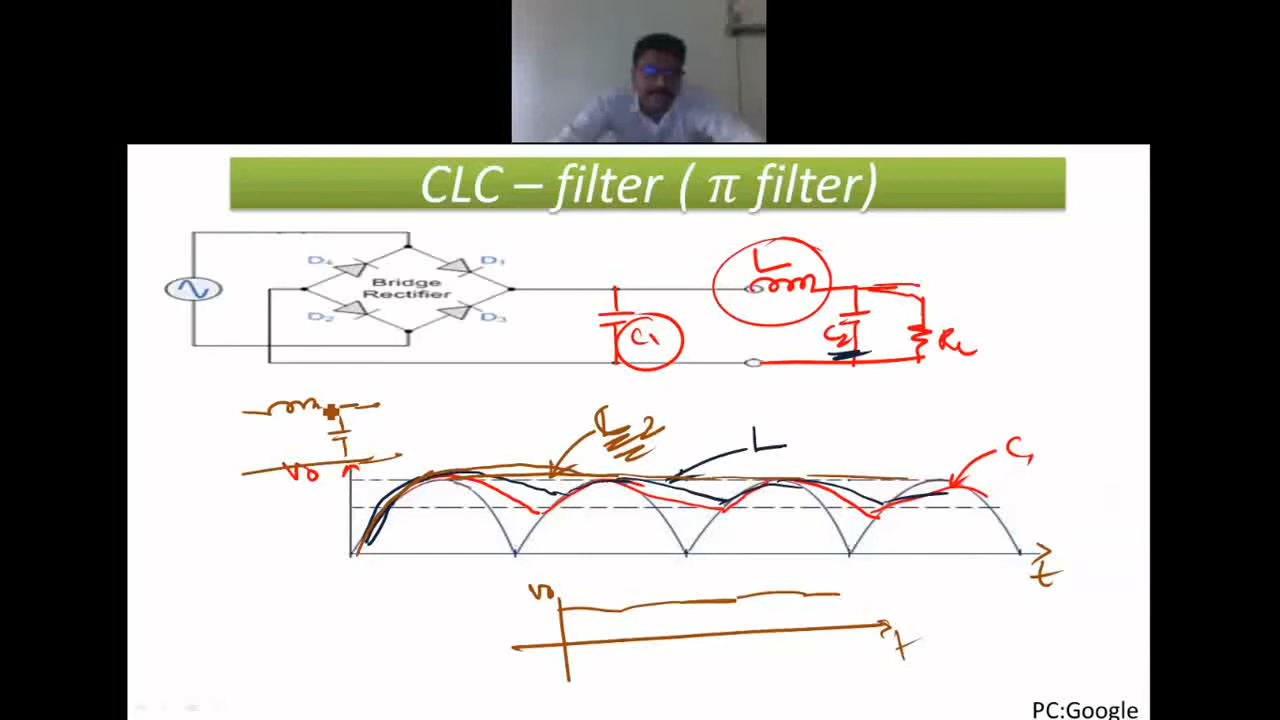 CLC – filter ( π filter)
D4 D1
Bridge
Rectifier
D2 D3
L
C1
C2
RL
Vo
L
C1
t
Vo
t
PC:Google